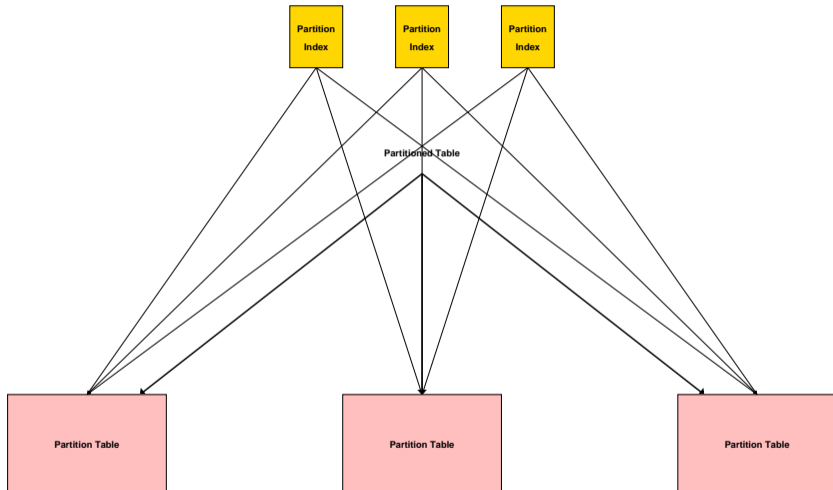 Partition
Index
Partition
Index
Partition
Index
Partitioned Table
Partition Table
Partition Table
Partition Table